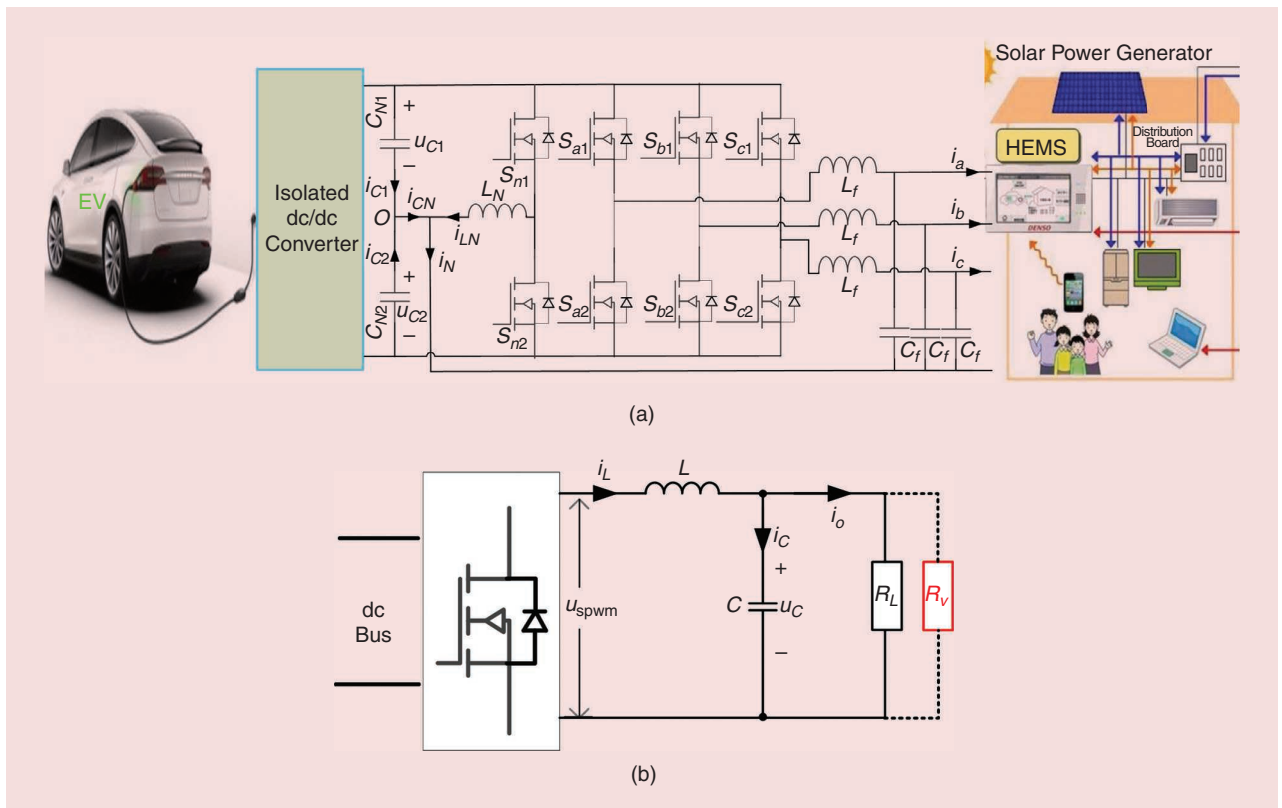 Solar Power Generator
Distribution
Board
HEMS
DENSO
EV
Isolated
dc/dc
Converter
C_N1
+
u_C1
−
i_C1
O
i_CN
i_C2
i_N
C_N2
+
u_C2
−
L_N
i_LN
S_n1
S_a1
S_b1
S_c1
S_n2
S_a2
S_b2
S_c2
L_f
L_f
L_f
i_a
i_b
i_c
C_f C_f C_f
(a)
dc
Bus
u_spwm
i_L
L
i_C
i_o
+
C
u_C
−
R_L
R_v
(b)